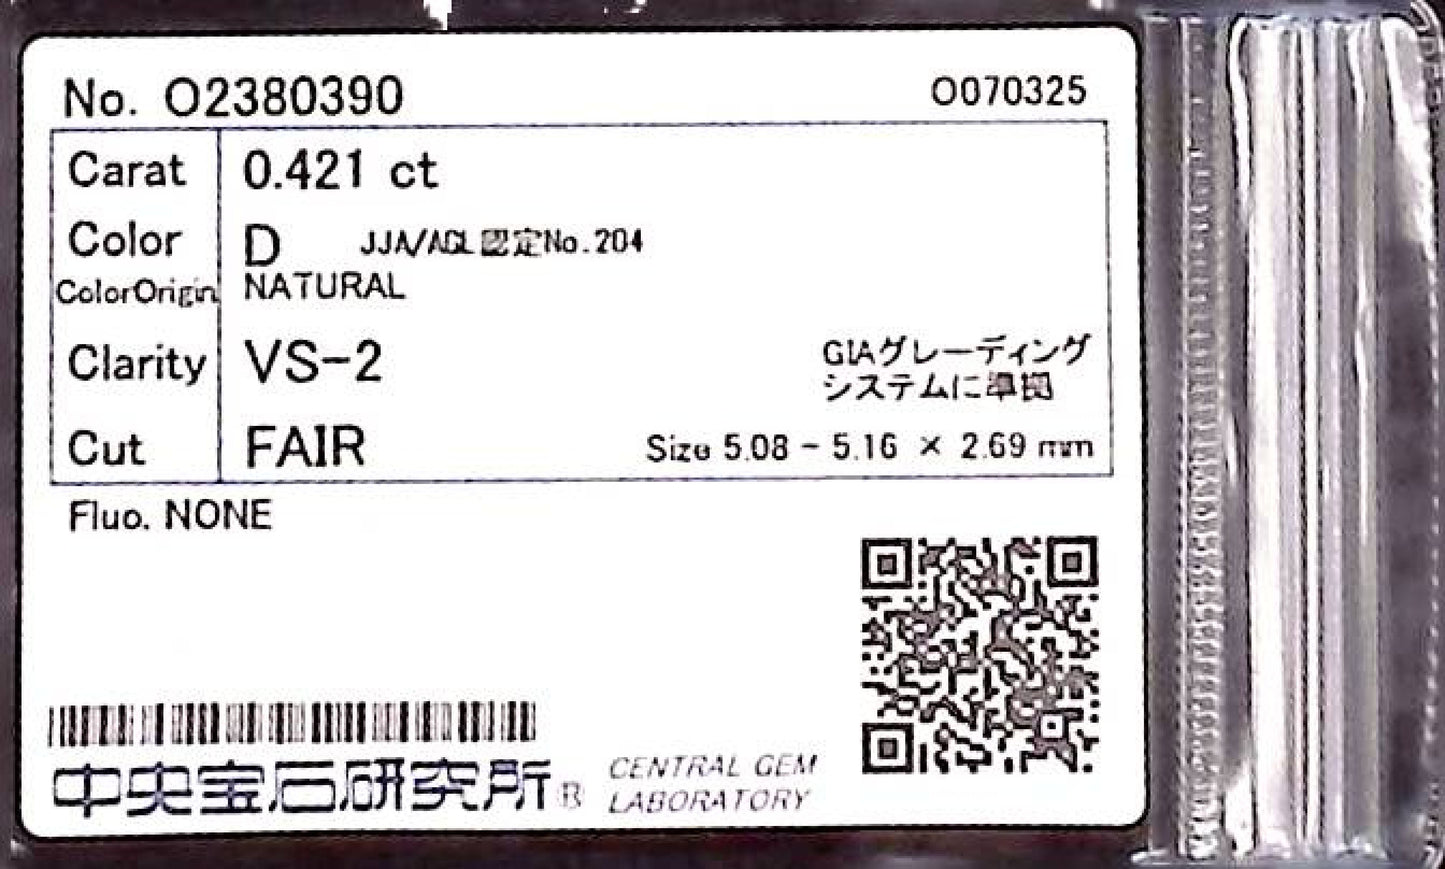 No. O2380390 O070325
Carat 0.421 ct
Color D JJA/AGL認定No.204
ColorOrigin NATURAL
Clarity VS-2
GIAグレーディング
システムに準拠
Cut FAIR Size 5.08 - 5.16 × 2.69 mm
Fluo. NONE
中央宝石研究所® CENTRAL GEM
LABORATORY